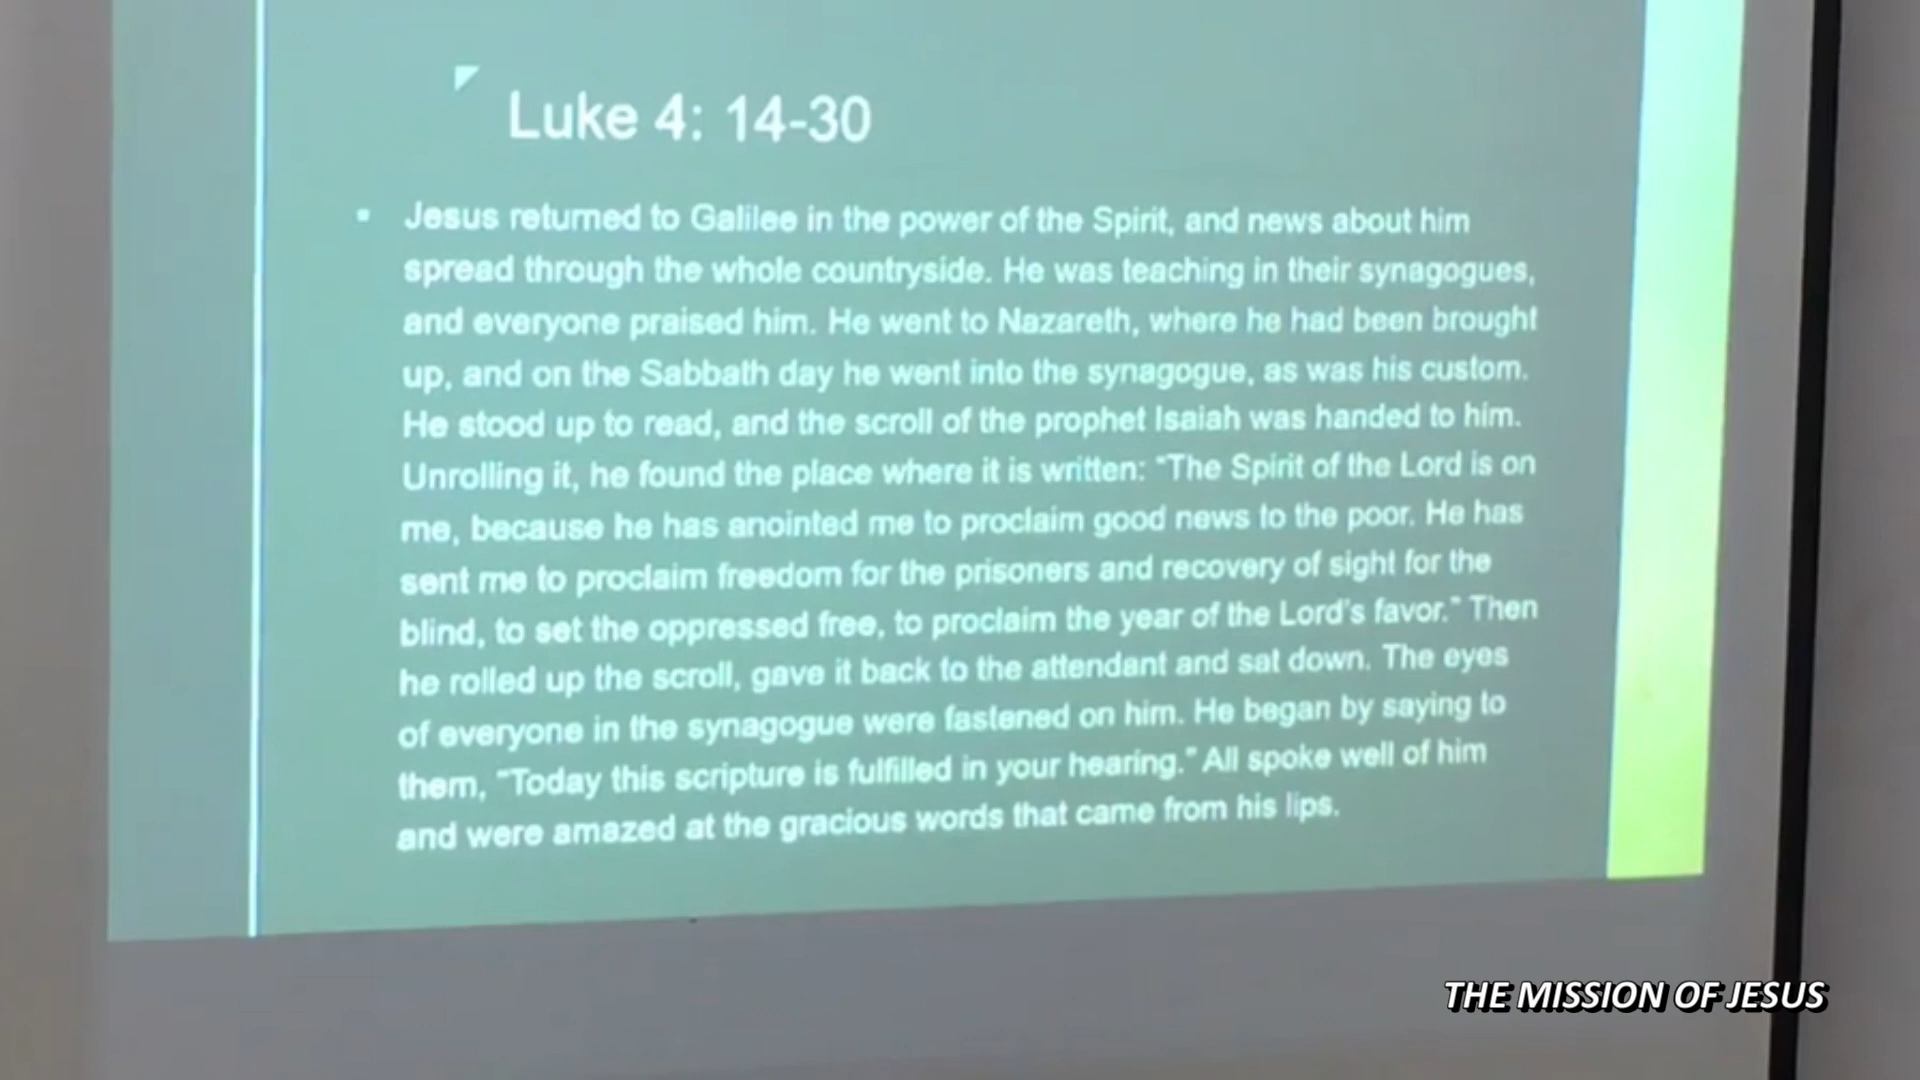 Luke 4: 14-30
▪ Jesus returned to Galilee in the power of the Spirit, and news about him
spread through the whole countryside. He was teaching in their synagogues,
and everyone praised him. He went to Nazareth, where he had been brought
up, and on the Sabbath day he went into the synagogue, as was his custom.
He stood up to read, and the scroll of the prophet Isaiah was handed to him.
Unrolling it, he found the place where it is written: “The Spirit of the Lord is on
me, because he has anointed me to proclaim good news to the poor. He has
sent me to proclaim freedom for the prisoners and recovery of sight for the
blind, to set the oppressed free, to proclaim the year of the Lord’s favor.” Then
he rolled up the scroll, gave it back to the attendant and sat down. The eyes
of everyone in the synagogue were fastened on him. He began by saying to
them, “Today this scripture is fulfilled in your hearing.” All spoke well of him
and were amazed at the gracious words that came from his lips.
THE MISSION OF JESUS